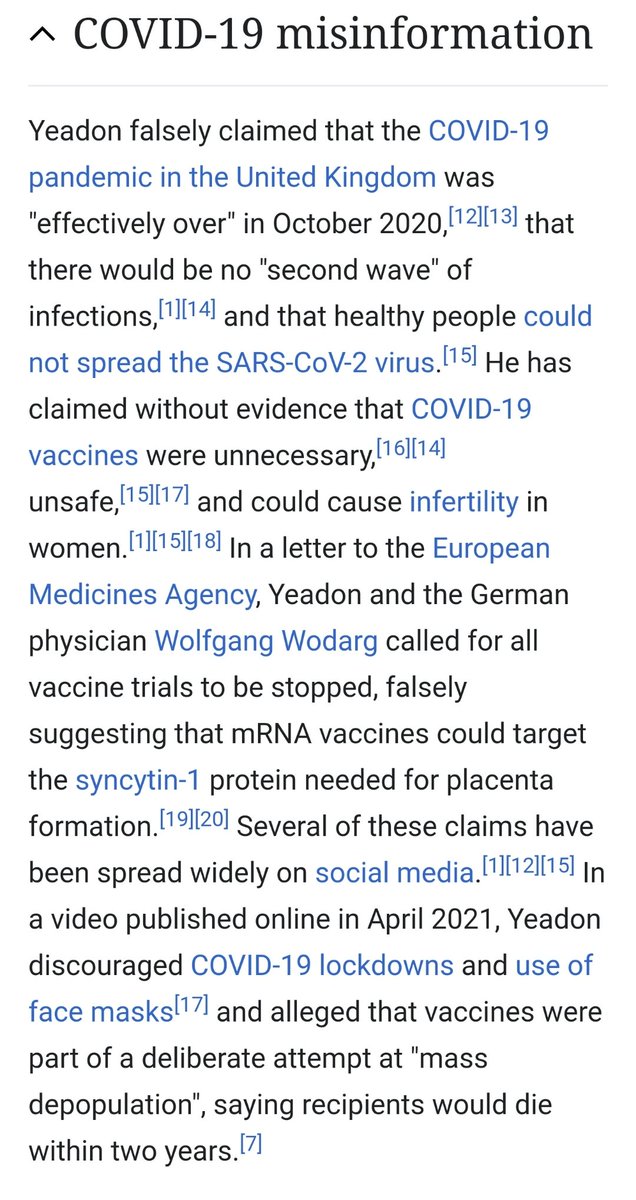 COVID-19 misinformation
Yeadon falsely claimed that the COVID-19
pandemic in the United Kingdom was
"effectively over" in October 2020,[12][13] that
there would be no "second wave" of
infections,[1][14] and that healthy people could
not spread the SARS-CoV-2 virus.[15] He has
claimed without evidence that COVID-19
vaccines were unnecessary,[16][14]
unsafe,[15][17] and could cause infertility in
women.[1][15][18] In a letter to the European
Medicines Agency, Yeadon and the German
physician Wolfgang Wodarg called for all
vaccine trials to be stopped, falsely
suggesting that mRNA vaccines could target
the syncytin-1 protein needed for placenta
formation.[19][20] Several of these claims have
been spread widely on social media.[1][12][15] In
a video published online in April 2021, Yeadon
discouraged COVID-19 lockdowns and use of
face masks[17] and alleged that vaccines were
part of a deliberate attempt at "mass
depopulation", saying recipients would die
within two years.[7]